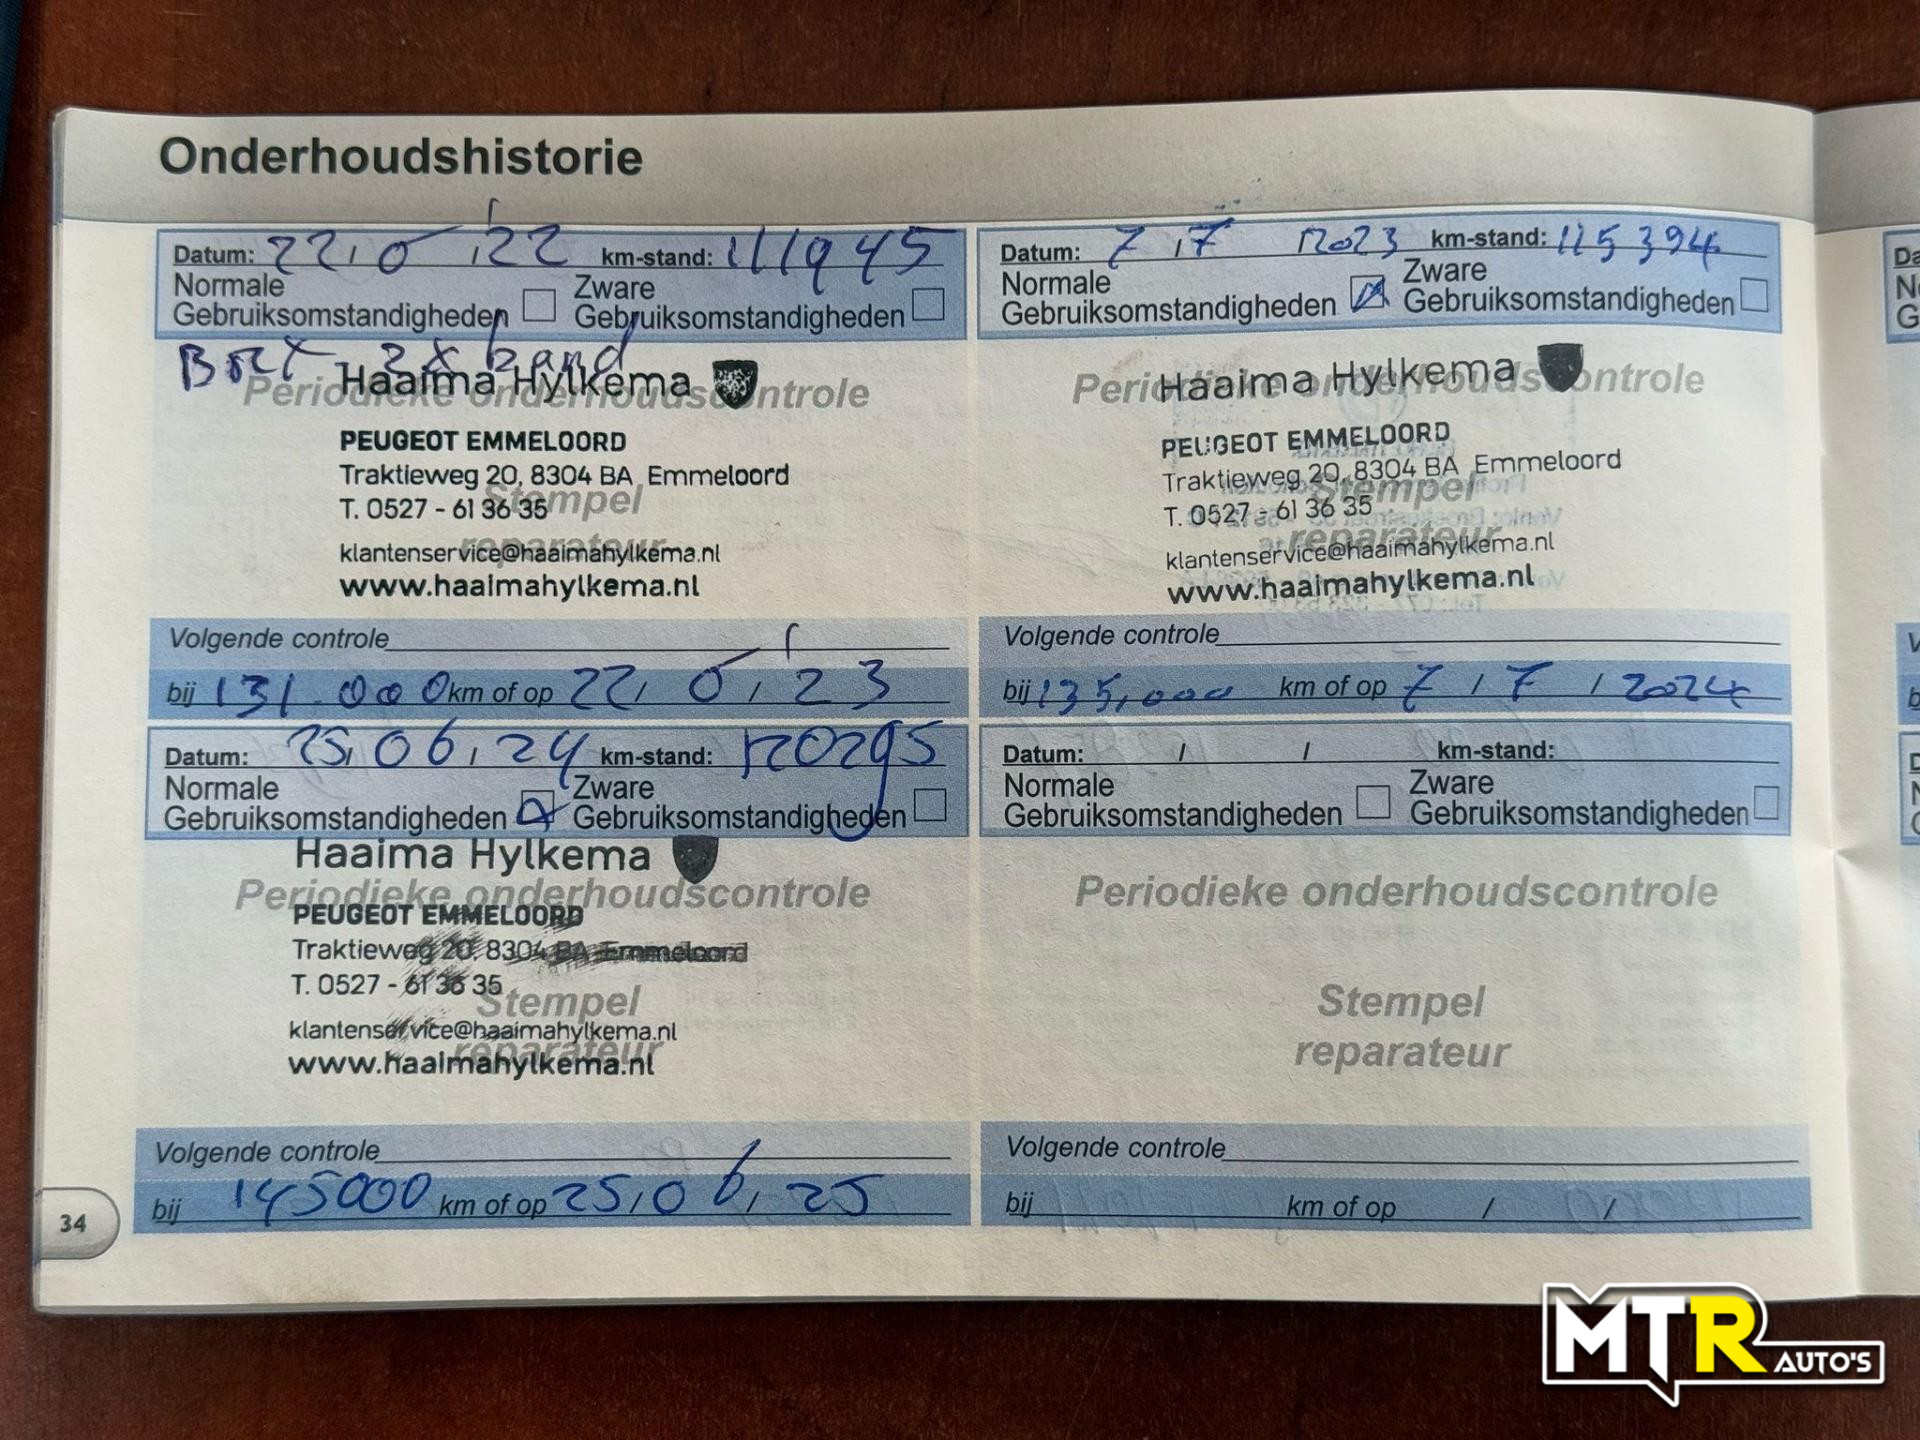 Onderhoudshistorie
Datum: 22 / 6 / 22 km-stand: 111945
Normale Gebruiksomstandigheden Zware Gebruiksomstandigheden
2x band
Periodieke onderhoudscontrole
Haaima Hylkema
PEUGEOT EMMELOORD
Traktieweg 20, 8304 BA Emmeloord
Stempel
T. 0527 - 61 36 35
reparateur
klantenservice@haaimahylkema.nl
www.haaimahylkema.nl
Volgende controle
bij 131.000 km of op 22 / 6 / 23
Datum: 7 / 7 / 2023 km-stand: 115394
Normale Gebruiksomstandigheden Zware Gebruiksomstandigheden
Haaima Hylkema
Periodieke onderhoudscontrole
PEUGEOT EMMELOORD
Traktieweg 20, 8304 BA Emmeloord
Stempel
T. 0527 - 61 36 35
reparateur
klantenservice@haaimahylkema.nl
www.haaimahylkema.nl
Volgende controle
bij 135,000 km of op 7 / 7 / 2024
Datum: 25 / 06 / 24 km-stand: 120295
Normale Gebruiksomstandigheden Zware Gebruiksomstandigheden
Haaima Hylkema
Periodieke onderhoudscontrole
PEUGEOT EMMELOORD
Traktieweg 20, 8304 BA Emmeloord
T. 0527 - 61 36 35
Stempel
klantenservice@haaimahylkema.nl
reparateur
www.haaimahylkema.nl
Volgende controle
bij 145000 km of op 25 / 06 / 25
Datum: / / km-stand:
Normale Gebruiksomstandigheden Zware Gebruiksomstandigheden
Periodieke onderhoudscontrole
Stempel
reparateur
Volgende controle
bij km of op / /
34
MTR AUTO'S